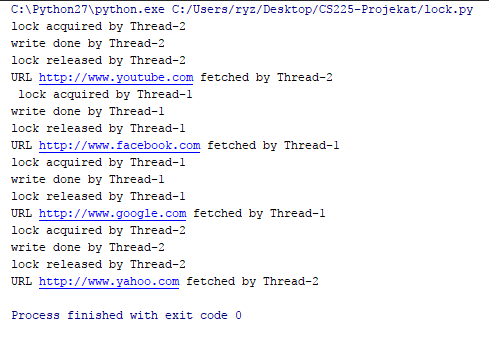 C:\Python27\python.exe C:/Users/ryz/Desktop/CS225-Projekat/lock.py
lock acquired by Thread-2
write done by Thread-2
lock released by Thread-2
URL http://www.youtube.com fetched by Thread-2
 lock acquired by Thread-1
write done by Thread-1
lock released by Thread-1
URL http://www.facebook.com fetched by Thread-1
lock acquired by Thread-1
write done by Thread-1
lock released by Thread-1
URL http://www.google.com fetched by Thread-1
lock acquired by Thread-2
write done by Thread-2
lock released by Thread-2
URL http://www.yahoo.com fetched by Thread-2
Process finished with exit code 0